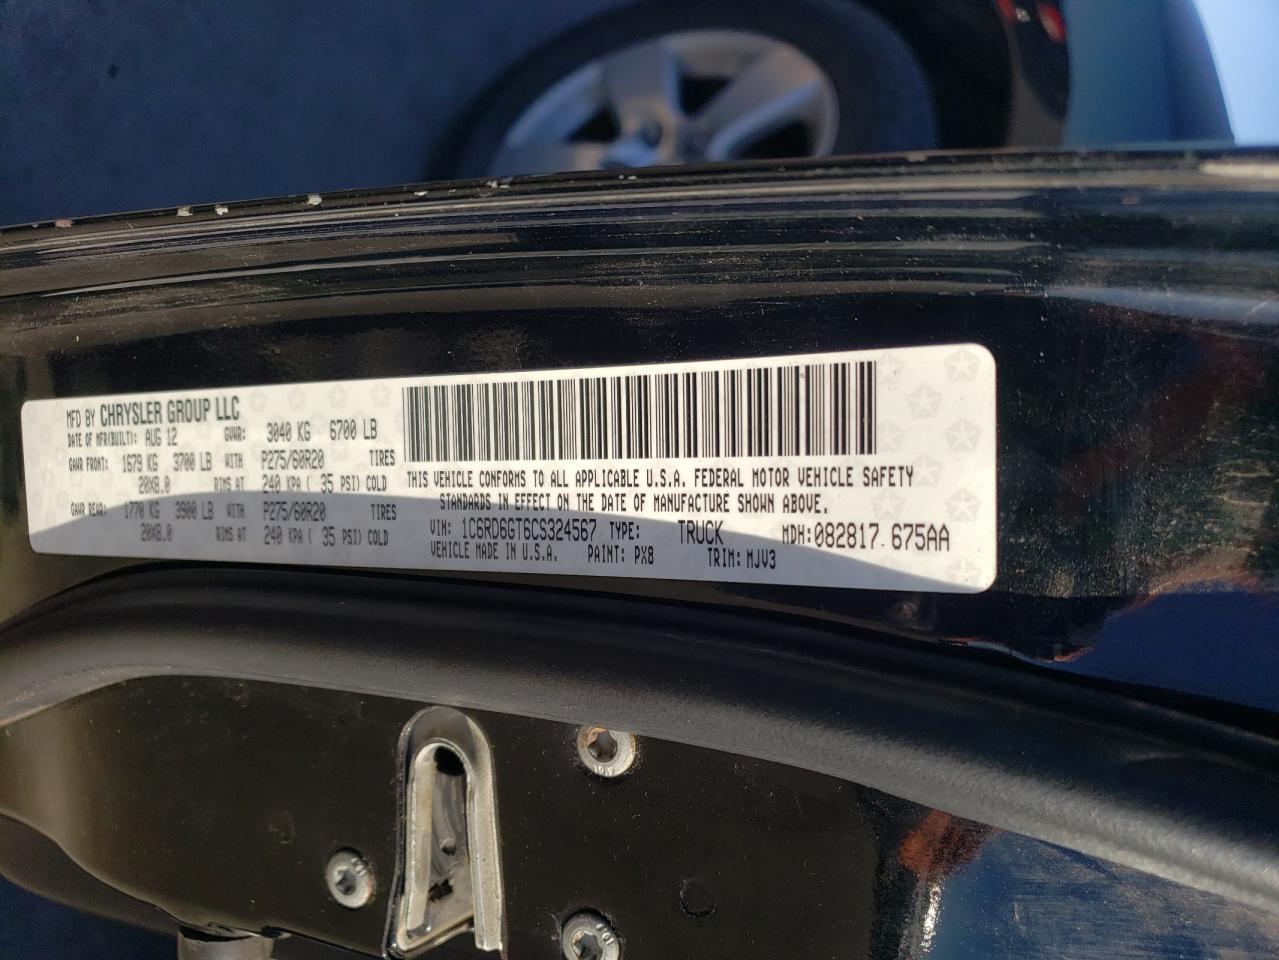 MFD BY CHRYSLER GROUP LLC
DATE OF MFR(BUILT): AUG 12 GVWR: 3040 KG 6700 LB
GAWR FRONT: 1679 KG 3700 LB WITH P275/60R20 TIRES
20X8.0 RIMS AT 240 KPA ( 35 PSI) COLD
GAWR REAR: 1770 KG 3900 LB WITH P275/60R20 TIRES
20X8.0 RIMS AT 240 KPA ( 35 PSI) COLD
THIS VEHICLE CONFORMS TO ALL APPLICABLE U.S.A. FEDERAL MOTOR VEHICLE SAFETY
STANDARDS IN EFFECT ON THE DATE OF MANUFACTURE SHOWN ABOVE.
VIN: 1C6RD6GT6CS324567 TYPE: TRUCK MDH:082817 675AA
VEHICLE MADE IN U.S.A. PAINT: PX8 TRIM: MJV3